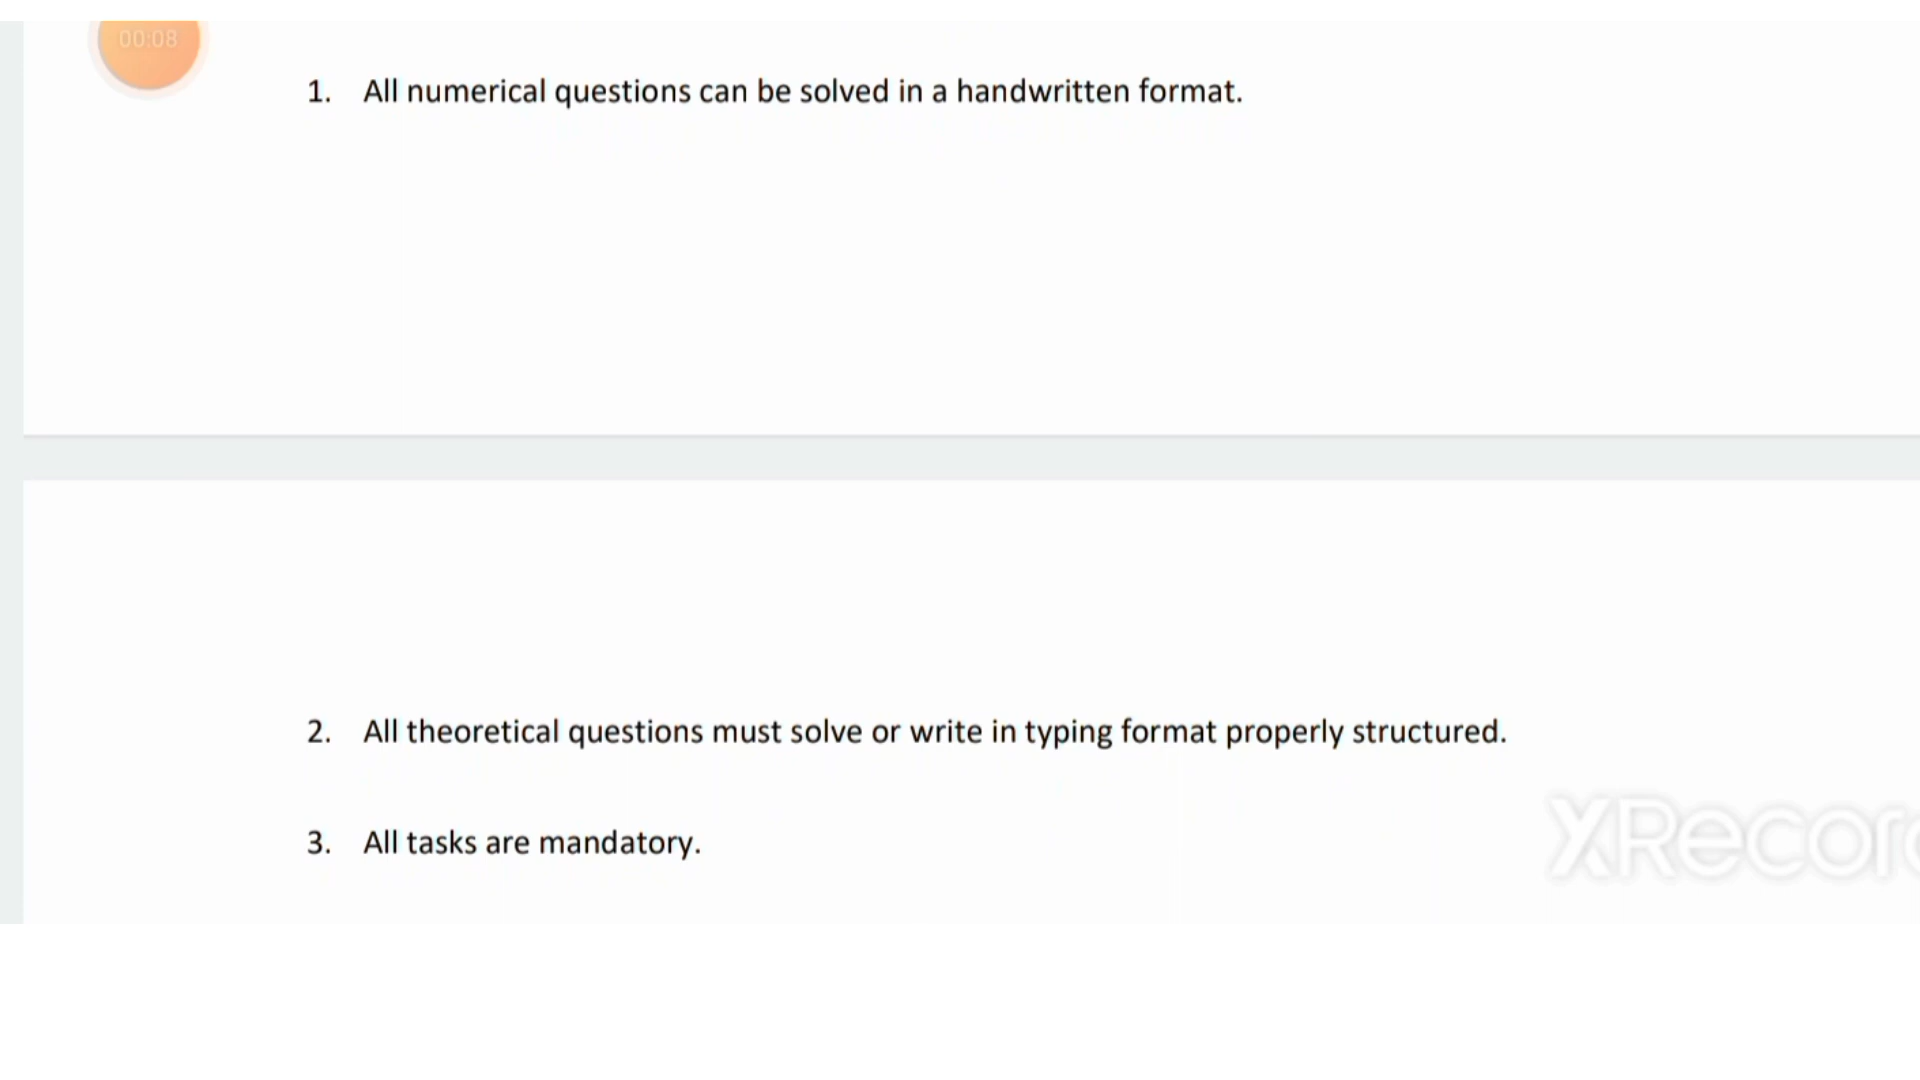 00:08
1. All numerical questions can be solved in a handwritten format.
2. All theoretical questions must solve or write in typing format properly structured.
3. All tasks are mandatory.
XRecor